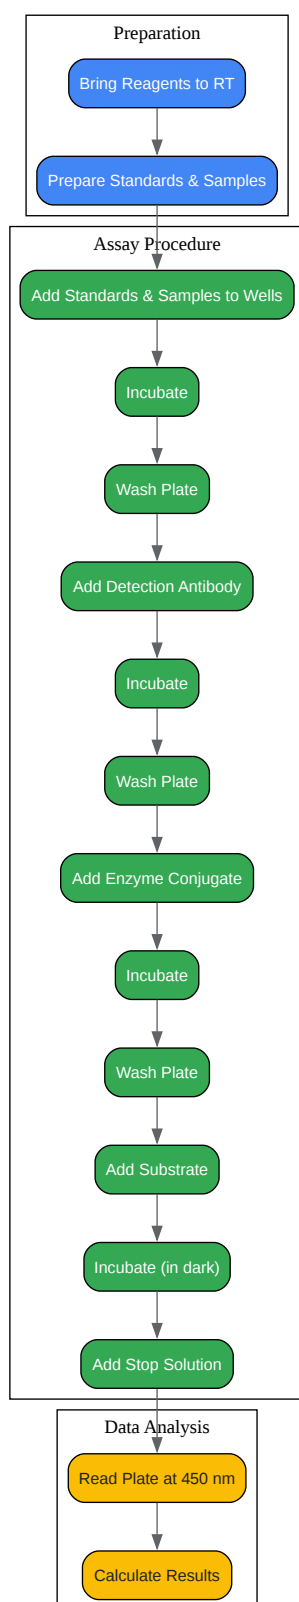 Preparation
Bring Reagents to RT
Prepare Standards & Samples
Assay Procedure
Add Standards & Samples to Wells
Incubate
Wash Plate
Add Detection Antibody
Incubate
Wash Plate
Add Enzyme Conjugate
Incubate
Wash Plate
Add Substrate
Incubate (in dark)
Add Stop Solution
Data Analysis
Read Plate at 450 nm
Calculate Results